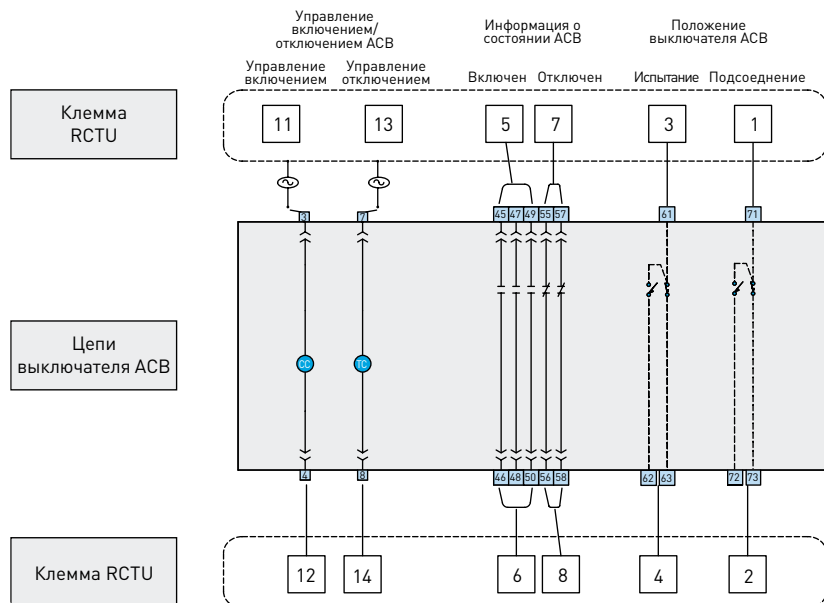 Управление
включением/
отключением ACB
Информация о
состоянии ACB
Положение
выключателя ACB
Управление
включением
Управление
отключением
Включен
Отключен
Испытание
Подсоеднение
Клемма
RCTU
11
13
5
7
3
1
3
7
45
47
49
55
57
61
71
Цепи
выключателя ACB
CC
TC
4
8
46
48
50
56
58
62
63
72
73
Клемма RCTU
12
14
6
8
4
2